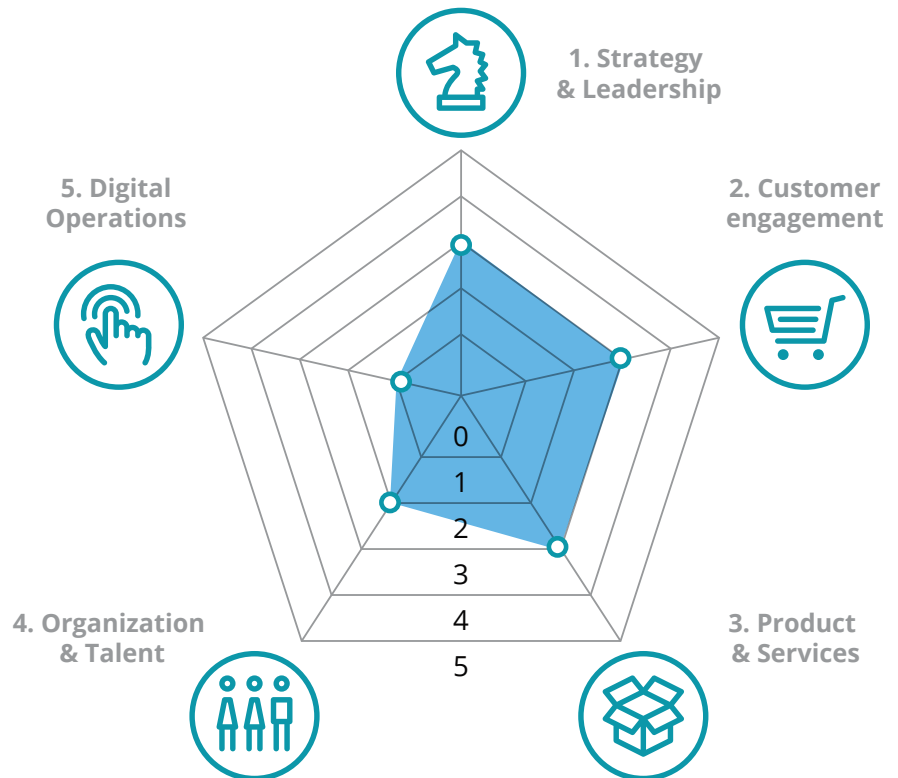 1. Strategy
& Leadership
5. Digital
Operations
2. Customer
engagement
0
1
2
3
4
5
4. Organization
& Talent
3. Product
& Services